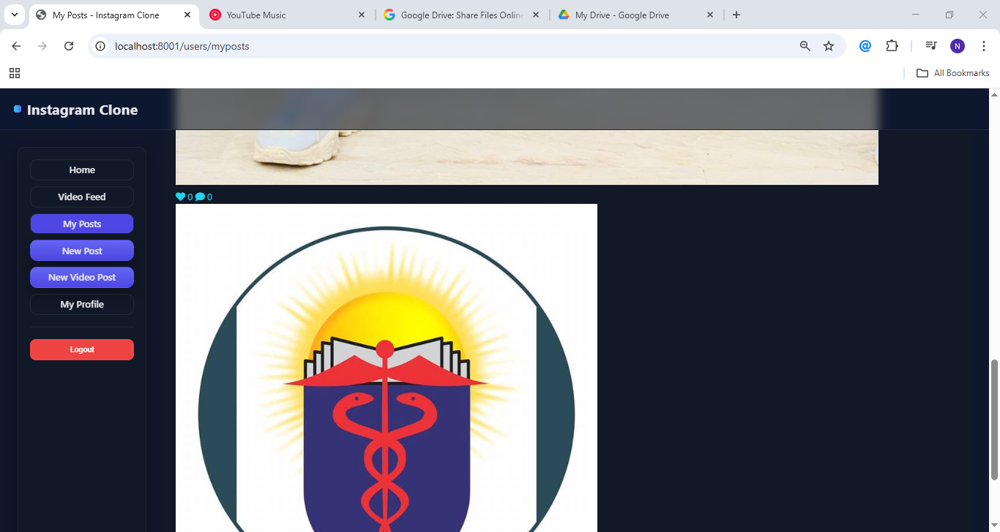 My Posts - Instagram Clone
YouTube Music
Google Drive: Share Files Online
My Drive - Google Drive
localhost:8001/users/myposts
N
All Bookmarks
Instagram Clone
Home
Video Feed
My Posts
New Post
New Video Post
My Profile
Logout
0 0